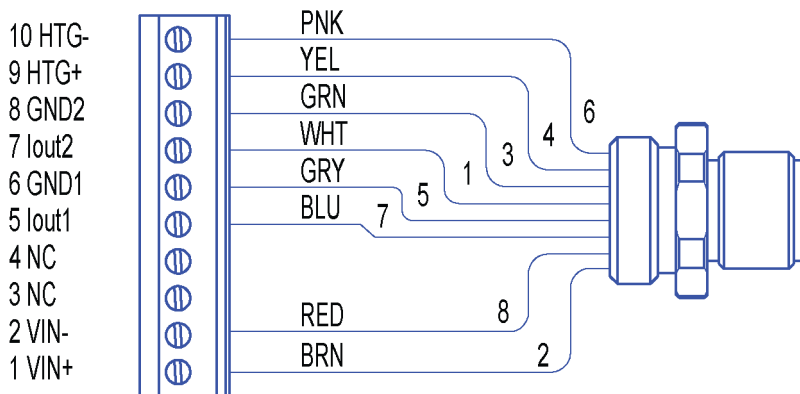 10 HTG-
PNK
9 HTG+
YEL
8 GND2
GRN
6
4
3
7 Iout2
WHT
1
6 GND1
GRY
5
5 Iout1
BLU
7
4 NC
3 NC
2 VIN-
RED
8
1 VIN+
BRN
2